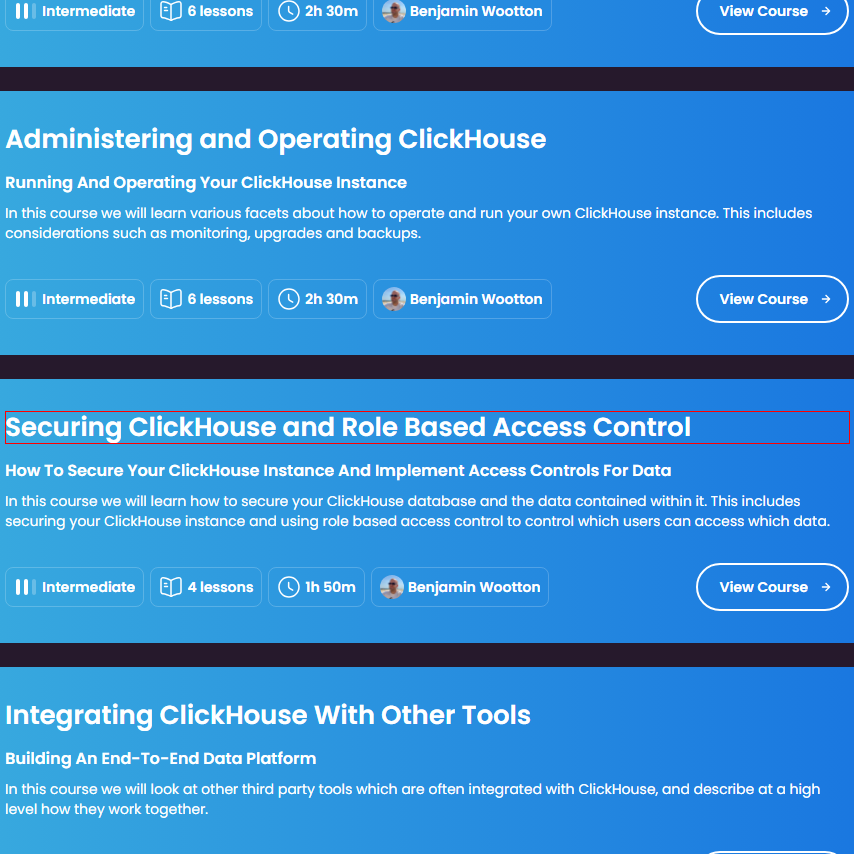 Intermediate
6 lessons
2h 30m
Benjamin Wootton
View Course
Administering and Operating ClickHouse
Running And Operating Your ClickHouse Instance
In this course we will learn various facets about how to operate and run your own ClickHouse instance. This includes
considerations such as monitoring, upgrades and backups.
Intermediate
6 lessons
2h 30m
Benjamin Wootton
View Course
Securing ClickHouse and Role Based Access Control
How To Secure Your ClickHouse Instance And Implement Access Controls For Data
In this course we will learn how to secure your ClickHouse database and the data contained within it. This includes
securing your ClickHouse instance and using role based access control to control which users can access which data.
Intermediate
4 lessons
1h 50m
Benjamin Wootton
View Course
Integrating ClickHouse With Other Tools
Building An End-To-End Data Platform
In this course we will look at other third party tools which are often integrated with ClickHouse, and describe at a high
level how they work together.